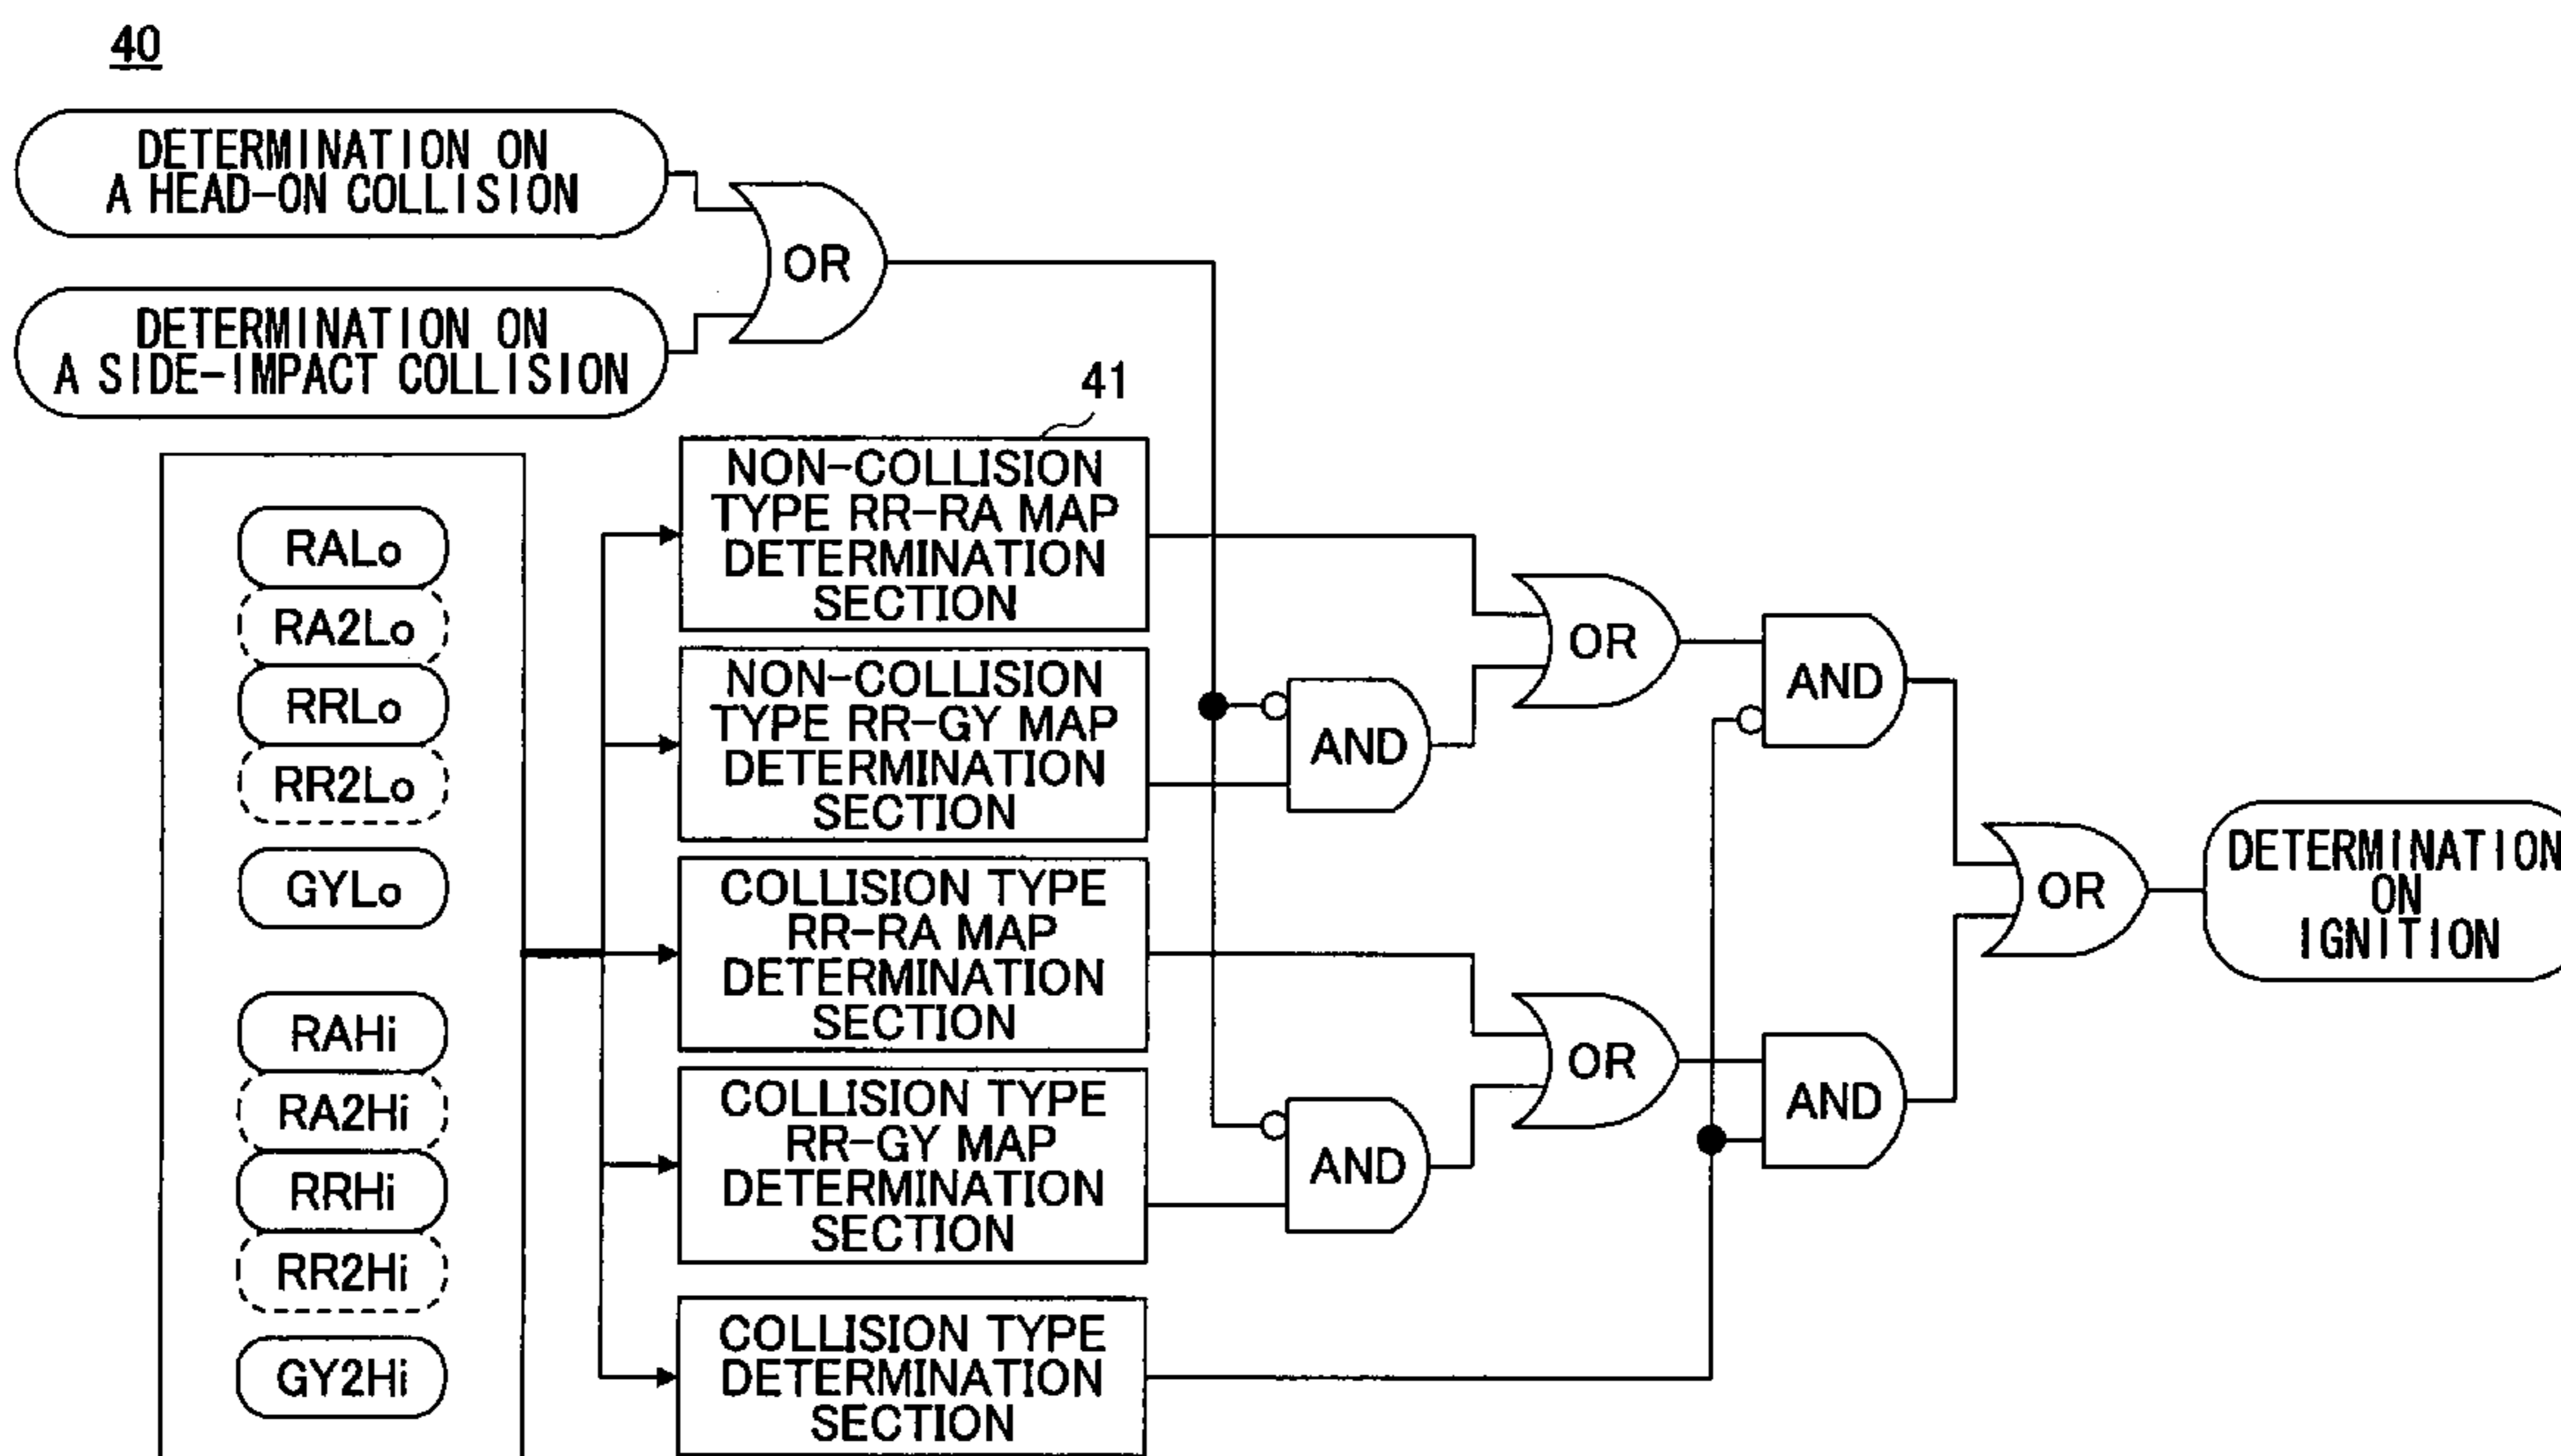 40
DETERMINATION ON
A HEAD-ON COLLISION
OR
DETERMINATION ON
A SIDE-IMPACT COLLISION
41
RALo
RA2Lo
RRLo
RR2Lo
GYLo
RAHi
RA2Hi
RRHi
RR2Hi
GY2Hi
NON-COLLISION
TYPE RR-RA MAP
DETERMINATION
SECTION
NON-COLLISION
TYPE RR-GY MAP
DETERMINATION
SECTION
COLLISION TYPE
RR-RA MAP
DETERMINATION
SECTION
COLLISION TYPE
RR-GY MAP
DETERMINATION
SECTION
COLLISION TYPE
DETERMINATION
SECTION
AND
AND
OR
OR
AND
AND
OR
DETERMINATION
ON
IGNITION